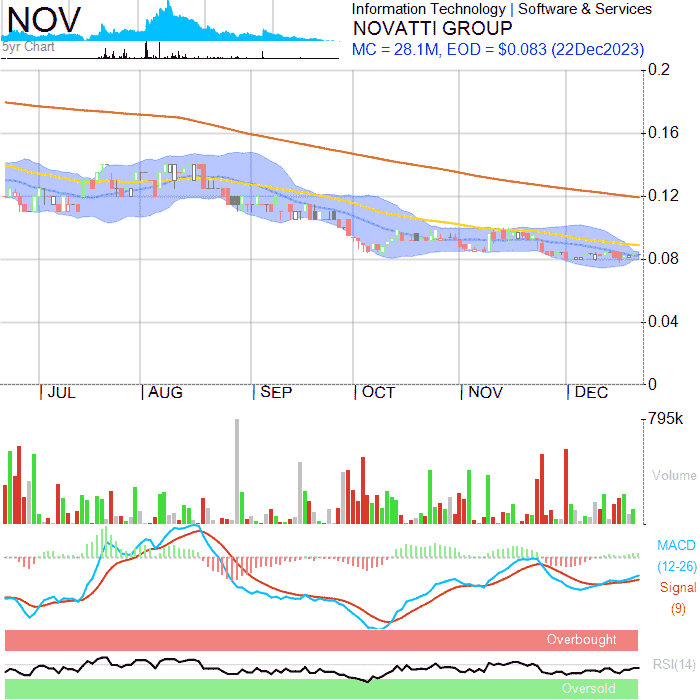 NOV
5yr Chart
Information Technology | Software & Services
NOVATTI GROUP
MC = 28.1M, EOD = $0.083 (22Dec2023)
0.2
0.16
0.12
0.08
0.04
0
JUL AUG SEP OCT NOV DEC
795k
Volume
MACD
(12-26)
Signal
(9)
Overbought
RSI(14)
Oversold